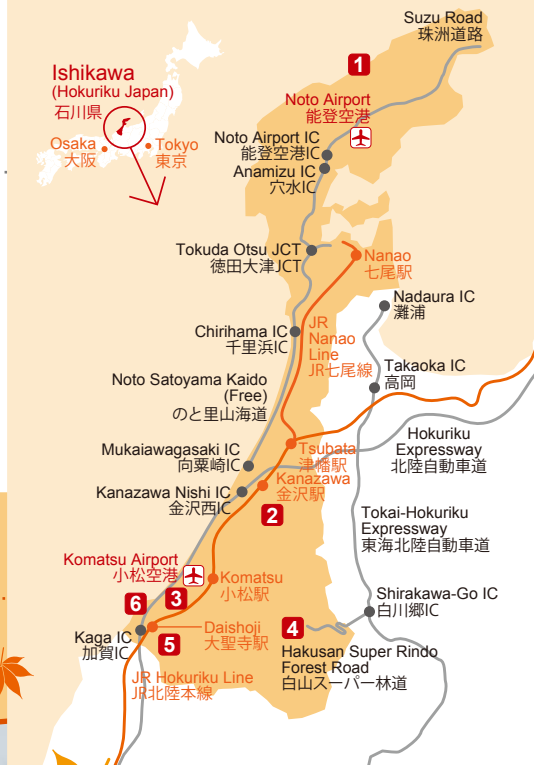 Suzu Road
珠洲道路
1
Ishikawa
(Hokuriku Japan)
石川県
Osaka
大阪
Tokyo
東京
Noto Airport
能登空港
Noto Airport IC
能登空港IC
Anamizu IC
穴水IC
Tokuda Otsu JCT
徳田大津JCT
Nanao
七尾駅
Nadaura IC
灘浦
Chirihama IC
千里浜IC
JR
Nanao
Line
JR七尾線
Takaoka IC
高岡
Noto Satoyama Kaido
(Free)
のと里山海道
Mukaiawagasaki IC
向粟崎IC
Tsubata
津幡駅
Hokuriku
Expressway
北陸自動車道
Kanazawa Nishi IC
金沢西IC
Kanazawa
金沢駅
2
Tokai-Hokuriku
Expressway
東海北陸自動車道
Komatsu Airport
小松空港
Komatsu
小松駅
Shirakawa-Go IC
白川郷IC
6
3
4
Kaga IC
加賀IC
5
Daishoji
大聖寺駅
Hakusan Super Rindo
Forest Road
白山スーパー林道
JR Hokuriku Line
JR北陸本線